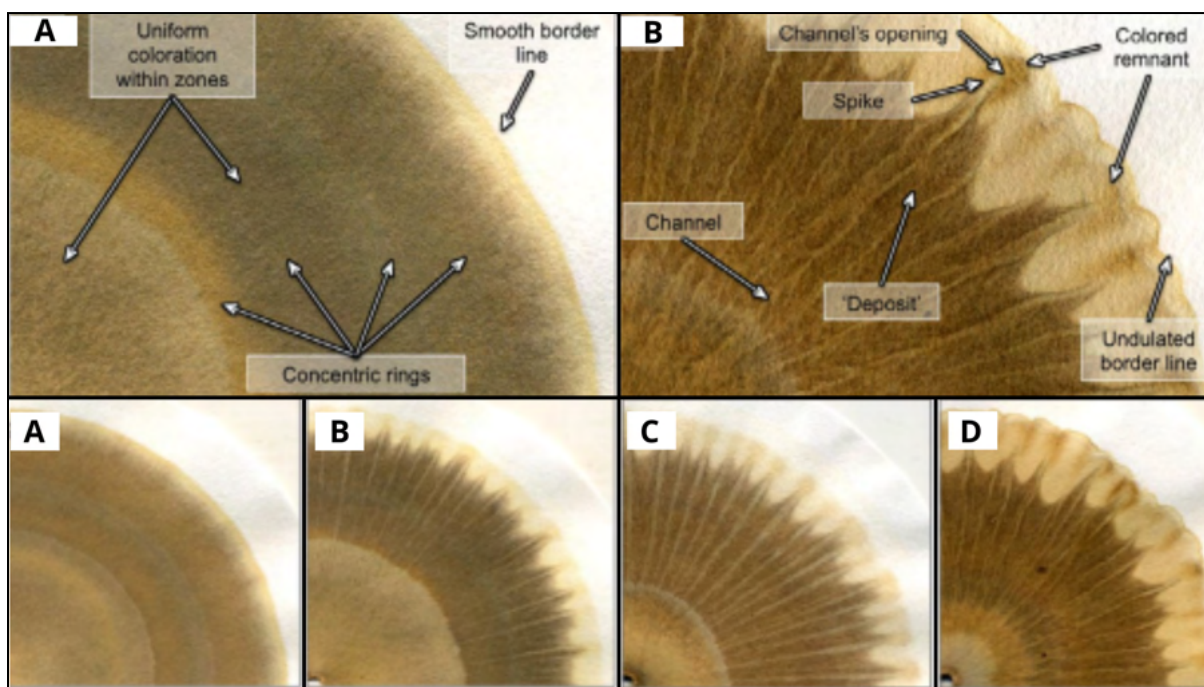 A
Uniform
coloration
within zones
Smooth border
line
Concentric rings
B
Channel's opening
Colored
remnant
Spike
Channel
'Deposit'
Undulated
border line
A
B
C
D